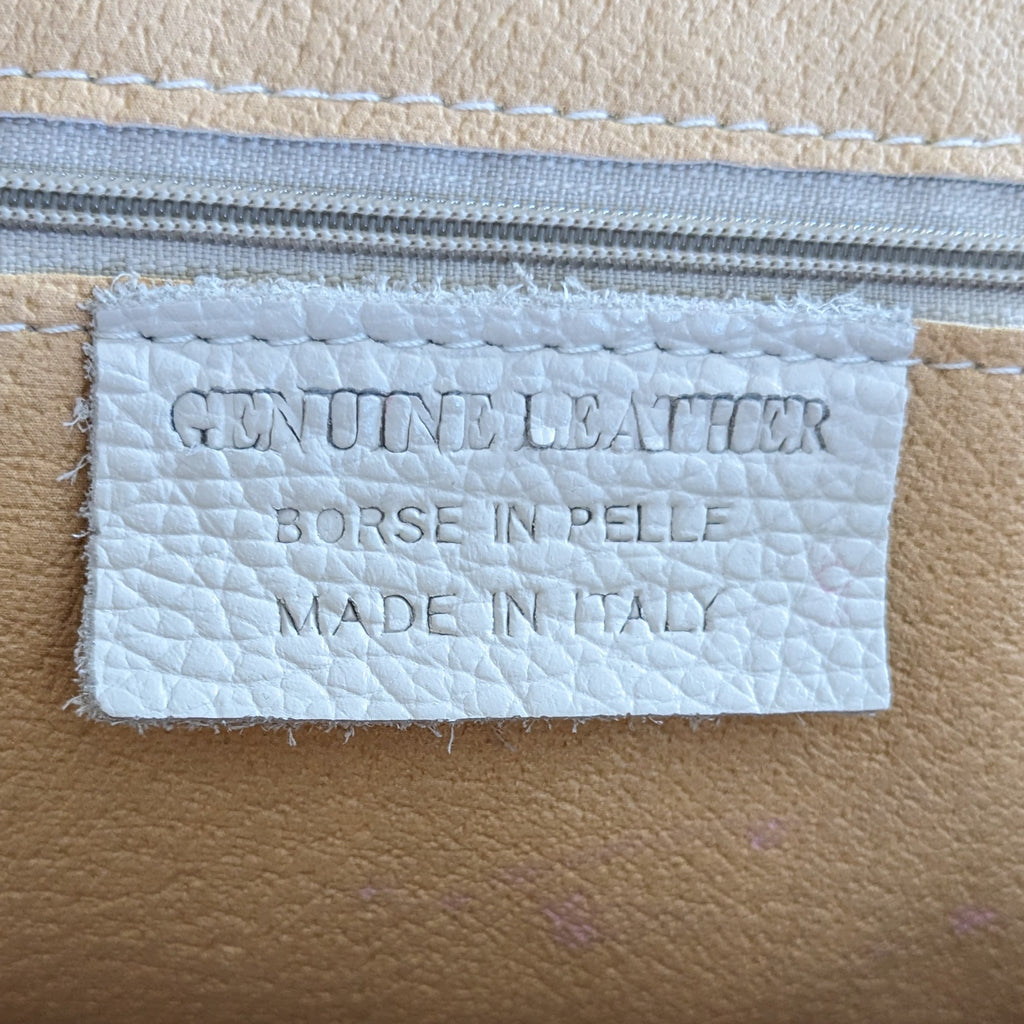 GENUINE LEATHER
BORSE IN PELLE
MADE IN ITALY